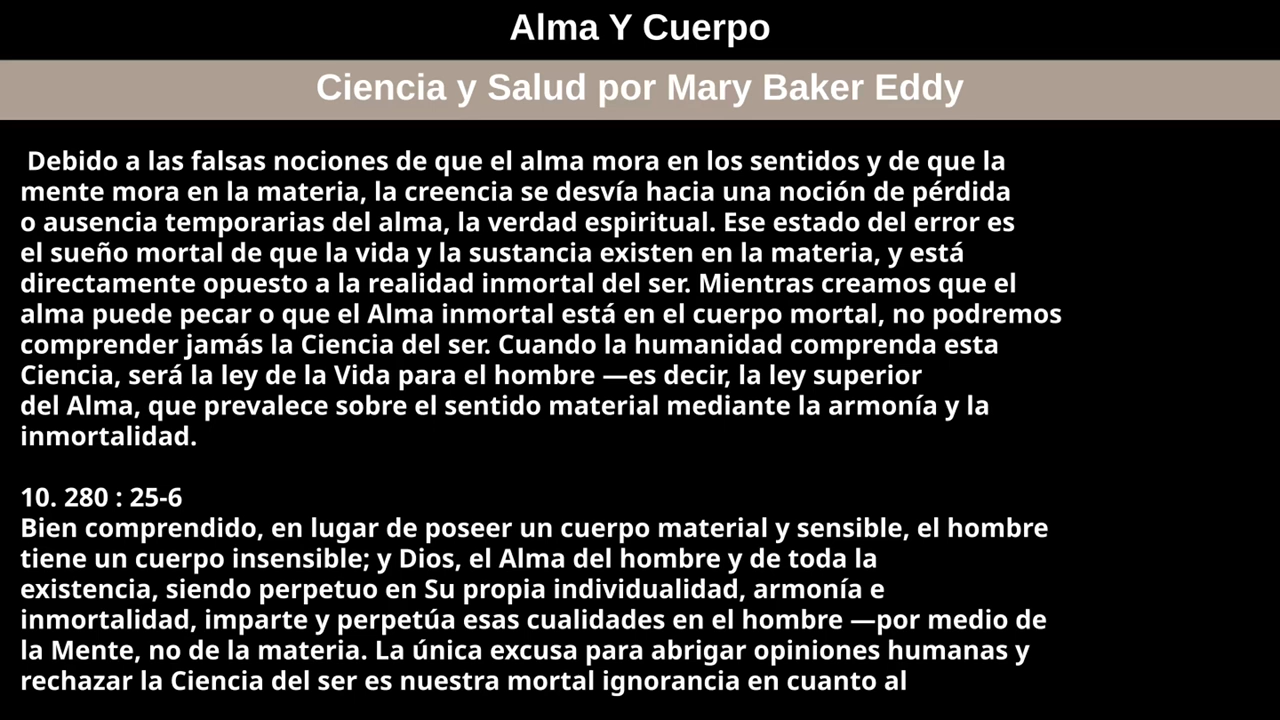 Alma Y Cuerpo
Ciencia y Salud por Mary Baker Eddy
Debido a las falsas nociones de que el alma mora en los sentidos y de que la
mente mora en la materia, la creencia se desvía hacia una noción de pérdida
o ausencia temporarias del alma, la verdad espiritual. Ese estado del error es
el sueño mortal de que la vida y la sustancia existen en la materia, y está
directamente opuesto a la realidad inmortal del ser. Mientras creamos que el
alma puede pecar o que el Alma inmortal está en el cuerpo mortal, no podremos
comprender jamás la Ciencia del ser. Cuando la humanidad comprenda esta
Ciencia, será la ley de la Vida para el hombre —es decir, la ley superior
del Alma, que prevalece sobre el sentido material mediante la armonía y la
inmortalidad.
10. 280 : 25-6
Bien comprendido, en lugar de poseer un cuerpo material y sensible, el hombre
tiene un cuerpo insensible; y Dios, el Alma del hombre y de toda la
existencia, siendo perpetuo en Su propia individualidad, armonía e
inmortalidad, imparte y perpetúa esas cualidades en el hombre —por medio de
la Mente, no de la materia. La única excusa para abrigar opiniones humanas y
rechazar la Ciencia del ser es nuestra mortal ignorancia en cuanto al